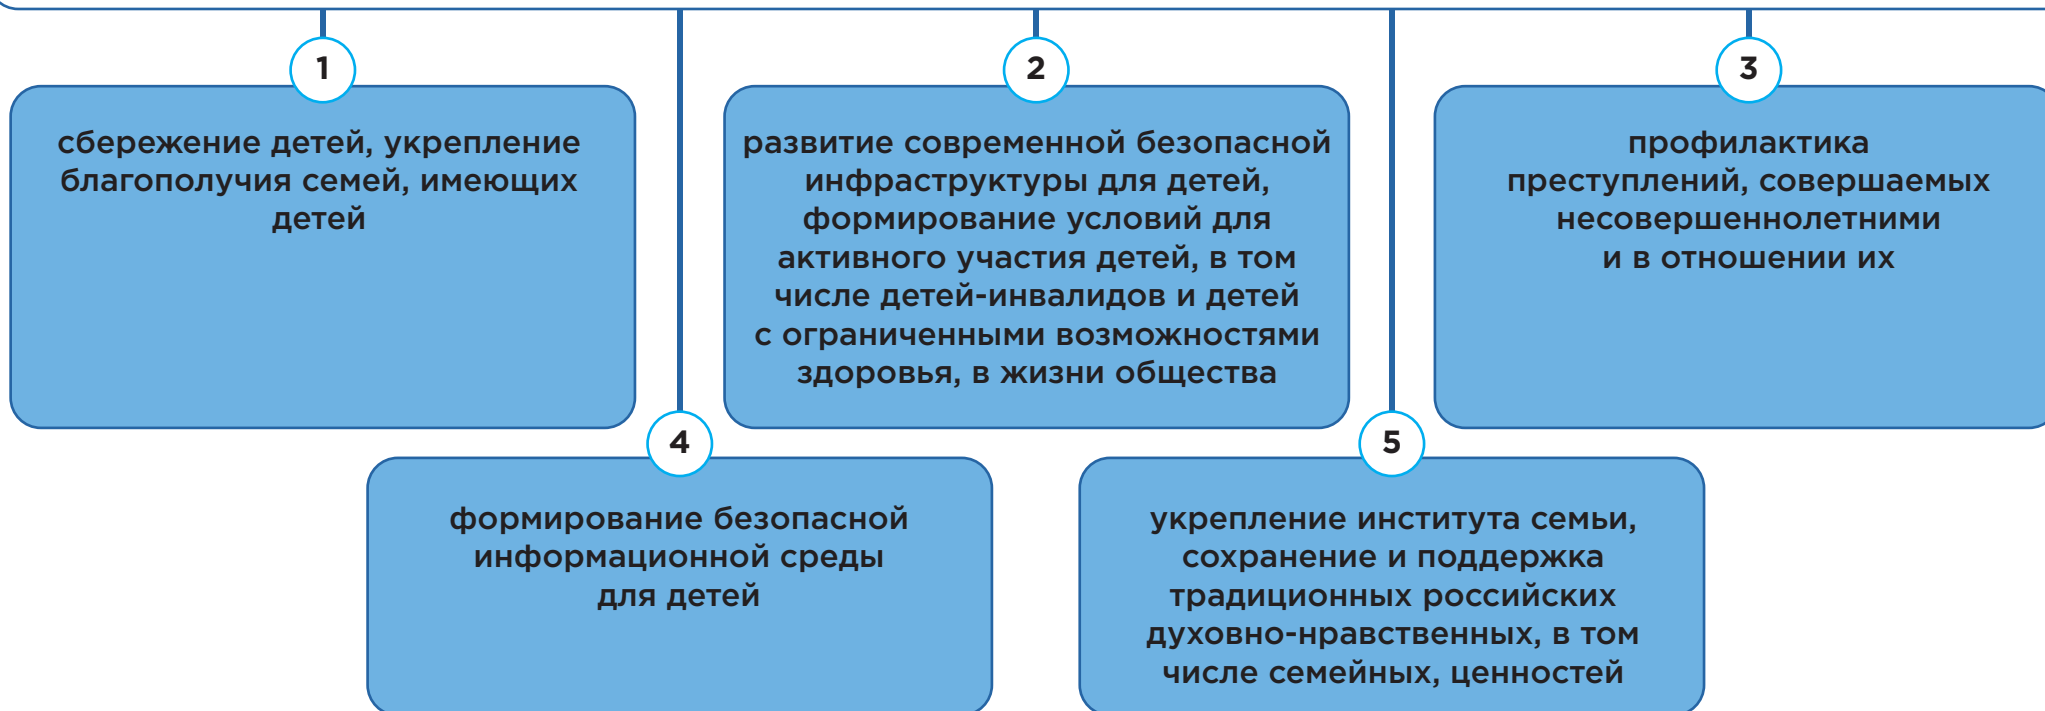 1
сбережение детей, укрепление
благополучия семей, имеющих
детей
2
развитие современной безопасной
инфраструктуры для детей,
формирование условий для
активного участия детей, в том
числе детей-инвалидов и детей
с ограниченными возможностями
здоровья, в жизни общества
3
профилактика
преступлений, совершаемых
несовершеннолетними
и в отношении их
4
формирование безопасной
информационной среды
для детей
5
укрепление института семьи,
сохранение и поддержка
традиционных российских
духовно-нравственных, в том
числе семейных, ценностей